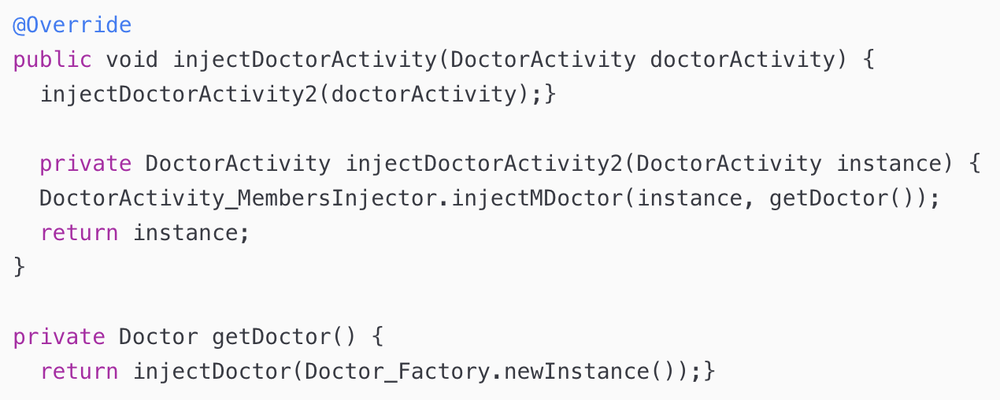 @Override
public void injectDoctorActivity(DoctorActivity doctorActivity) {
  injectDoctorActivity2(doctorActivity);}

  private DoctorActivity injectDoctorActivity2(DoctorActivity instance) {
  DoctorActivity_MembersInjector.injectMDoctor(instance, getDoctor());
  return instance;
}

private Doctor getDoctor() {
  return injectDoctor(Doctor_Factory.newInstance());}